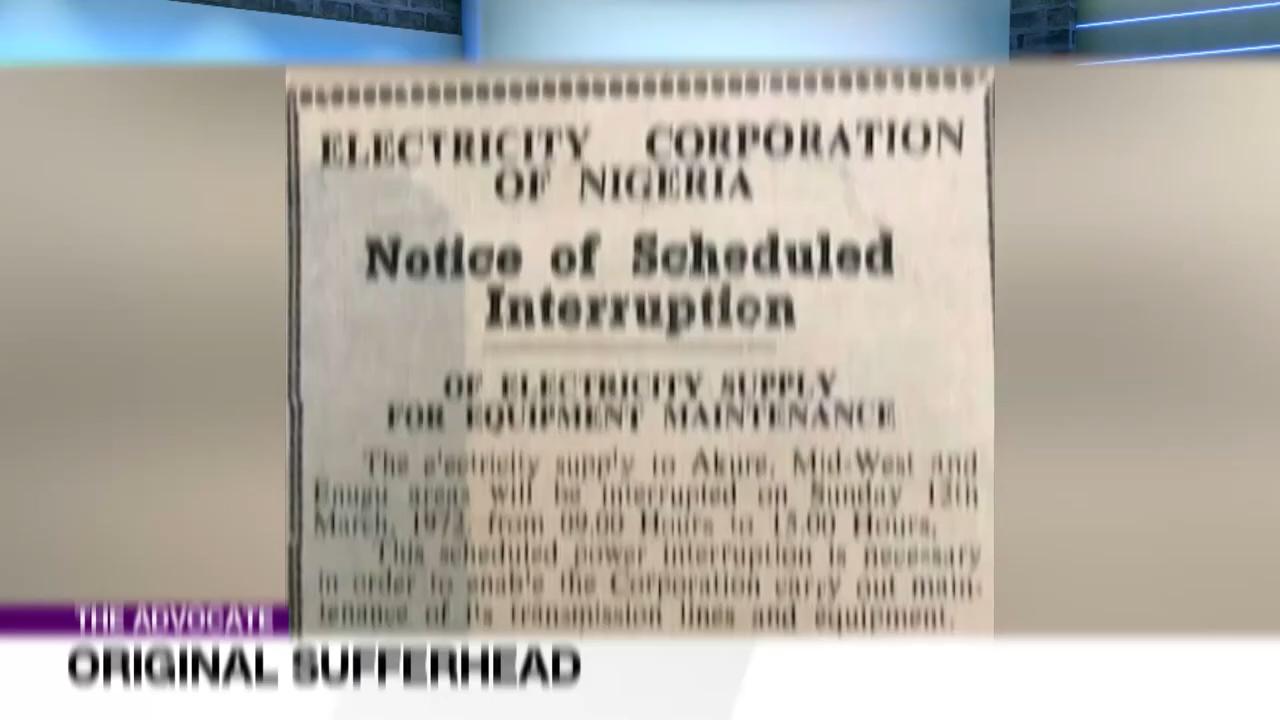 ELECTRICITY CORPORATION
OF NIGERIA
Notice of Scheduled
Interruption
OF ELECTRICITY SUPPLY
FOR EQUIPMENT MAINTENANCE
The electricity supply to Akure, Mid-West and
Enugu areas will be interrupted on Sunday 12th
March, 1972, from 09.00 Hours to 15.00 Hours.
This scheduled power interruption is necessary
in order to enable the Corporation carry out main-
tenance of its transmission lines and equipment.
THE ADVOCATE
ORIGINAL SUFFERHEAD